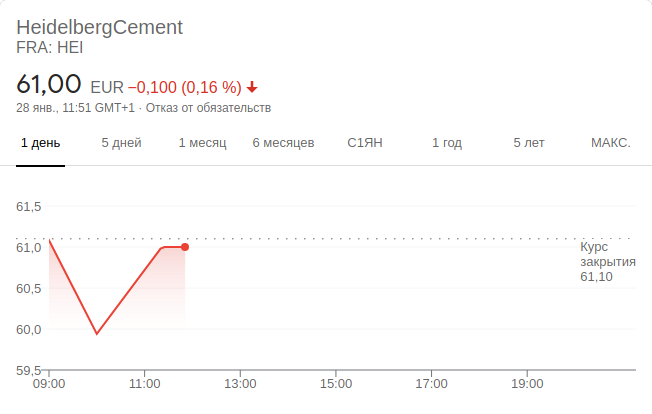 HeidelbergCement
FRA: HEI
61,00 EUR −0,100 (0,16 %)
28 янв., 11:51 GMT+1 · Отказ от обязательств
1 день 5 дней 1 месяц 6 месяцев С1ЯН 1 год 5 лет МАКС.
61,5
61,0
60,5
60,0
59,5
Курс
закрытия
61,10
09:00 11:00 13:00 15:00 17:00 19:00